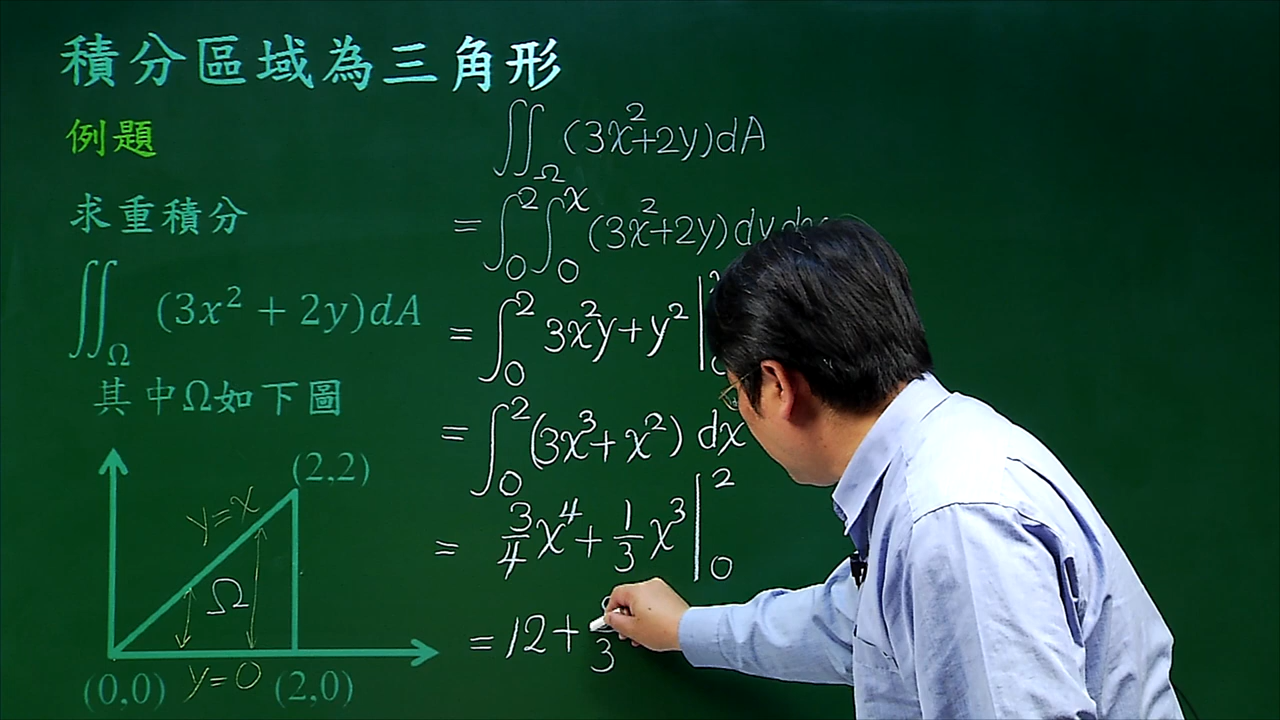 積分區域為三角形
例題
求重積分
∬_Ω (3x² + 2y)dA
其中Ω如下圖
(2,2)
y=x
Ω
y=0
(0,0)
(2,0)
∬_Ω (3x²+2y)dA
= ∫₀² ∫₀ˣ (3x²+2y)dy
= ∫₀² 3x²y+y² |
= ∫₀² (3x³+x²) dx
= 3/4 x⁴ + 1/3 x³ |₀²
= 12+ /3